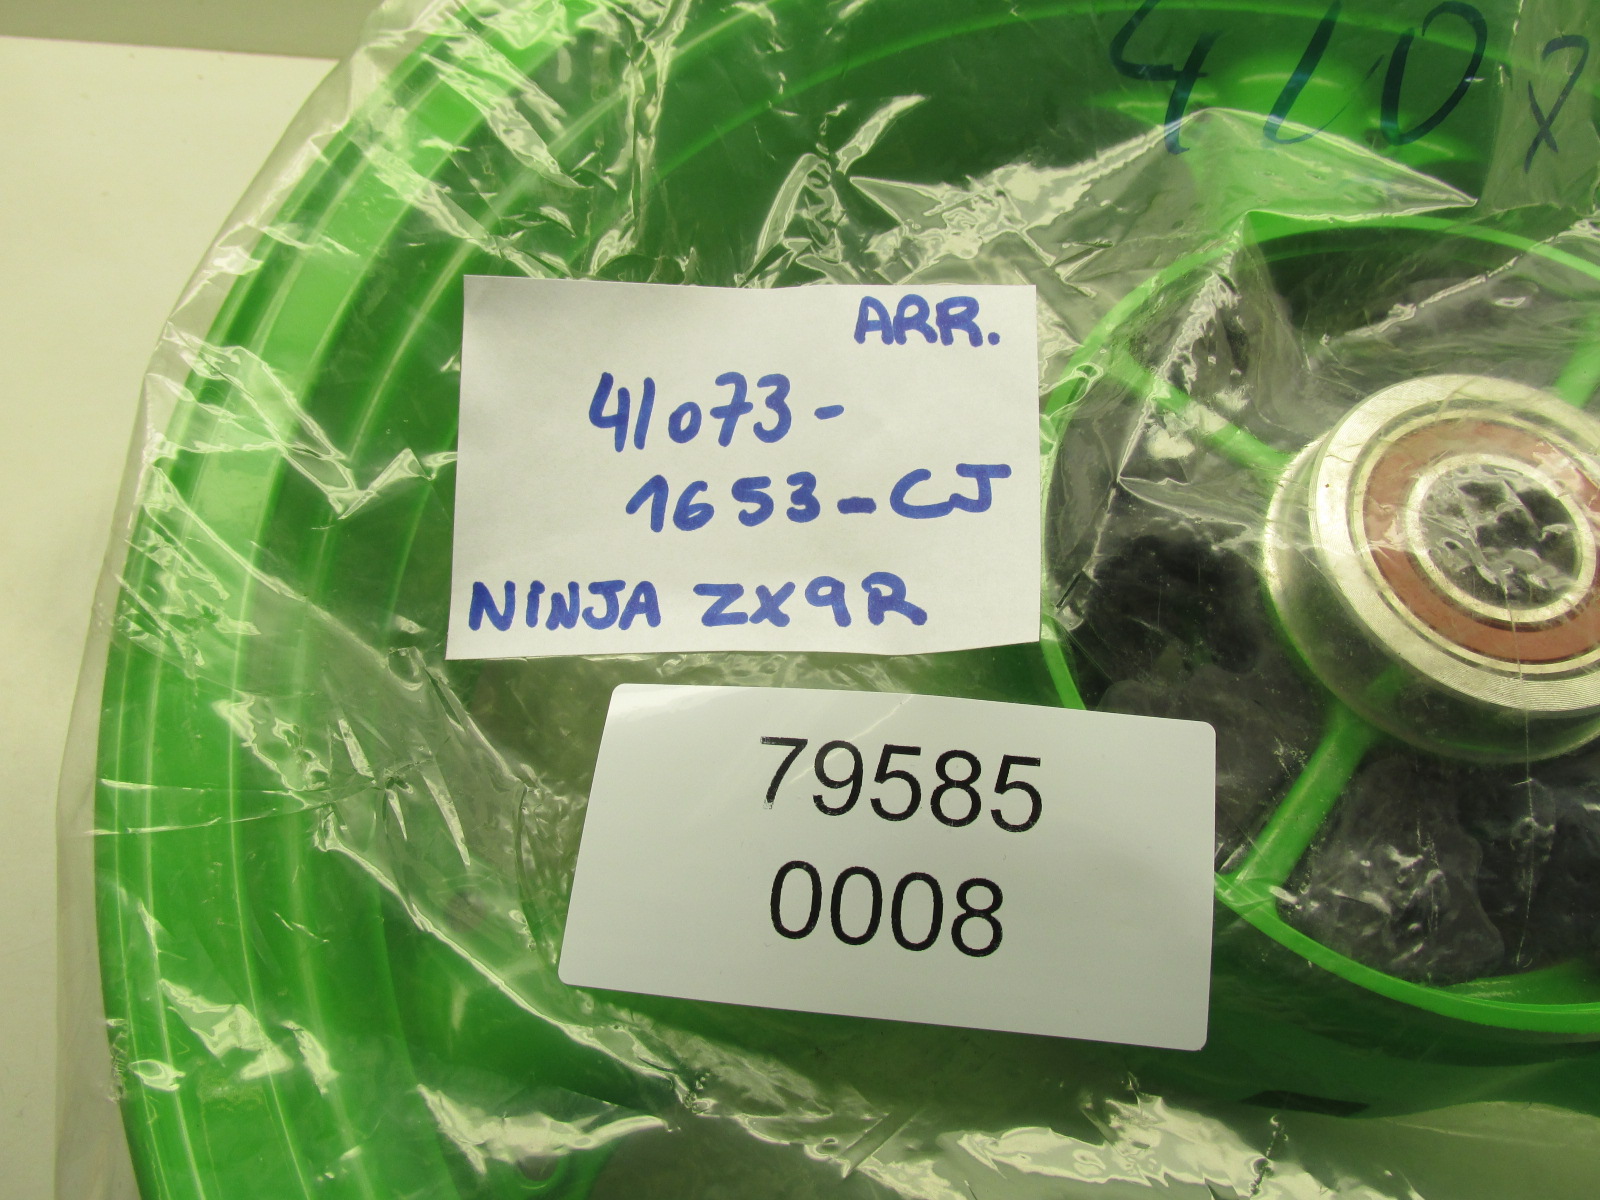 ARR.
41073-
1653-CJ
NINJA ZX9R
79585
0008